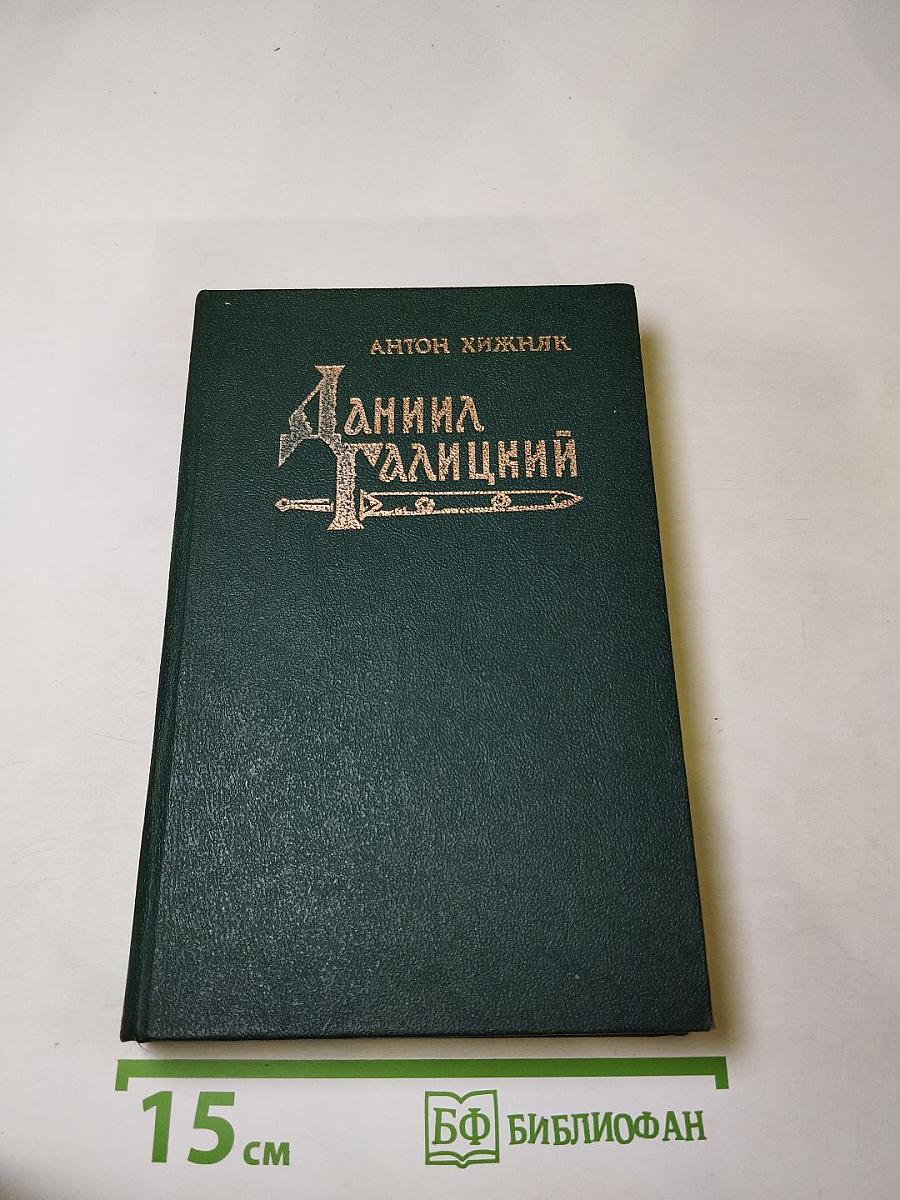 АНТОН ХИЖНЯК
ДАНИИЛ
ГАЛИЦКИЙ
15 см
БФ БИБЛИОФАН